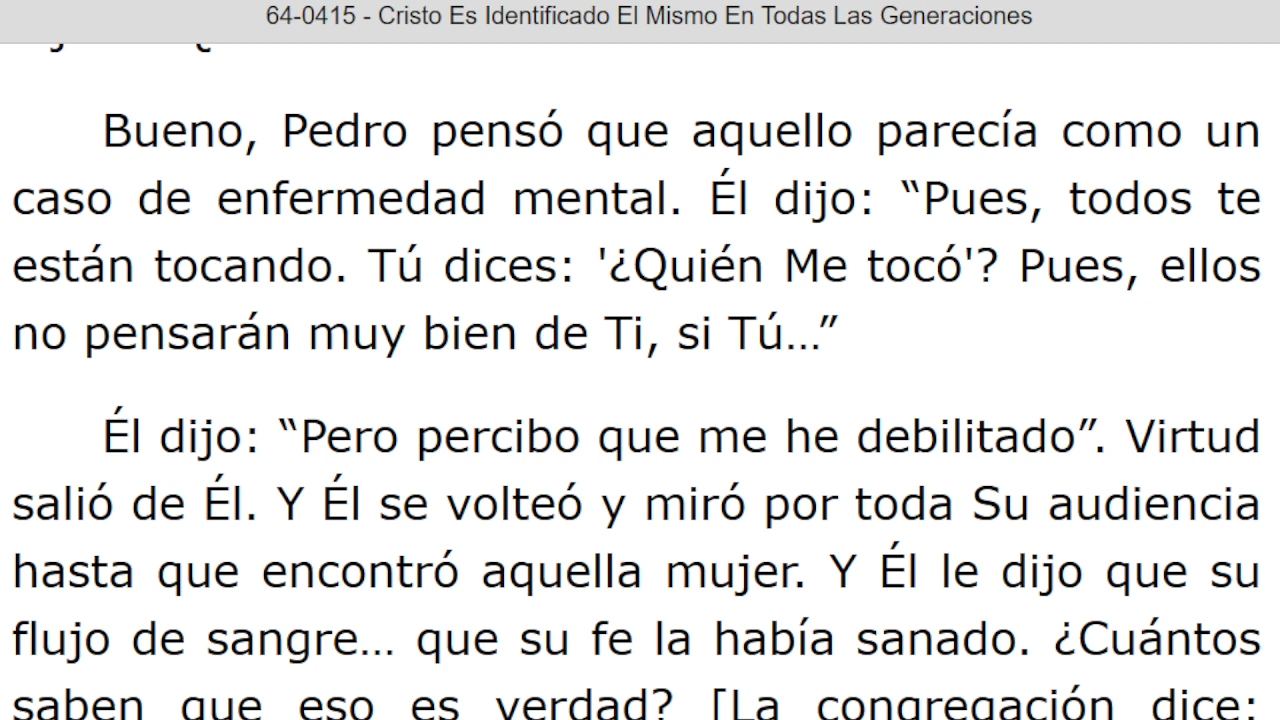 64-0415 - Cristo Es Identificado El Mismo En Todas Las Generaciones
Bueno, Pedro pensó que aquello parecía como un
caso de enfermedad mental. Él dijo: “Pues, todos te
están tocando. Tú dices: '¿Quién Me tocó'? Pues, ellos
no pensarán muy bien de Ti, si Tú…”
Él dijo: “Pero percibo que me he debilitado”. Virtud
salió de Él. Y Él se volteó y miró por toda Su audiencia
hasta que encontró aquella mujer. Y Él le dijo que su
flujo de sangre… que su fe la había sanado. ¿Cuántos
saben que eso es verdad? [La congregación dice: